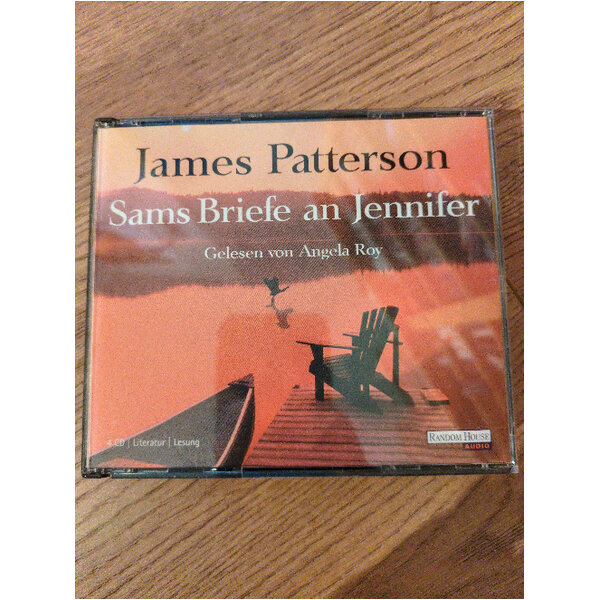 James Patterson
Sams Briefe an Jennifer
Gelesen von Angela Roy
4 CD | Literatur | Lesung
RANDOM HOUSE
AUDIO